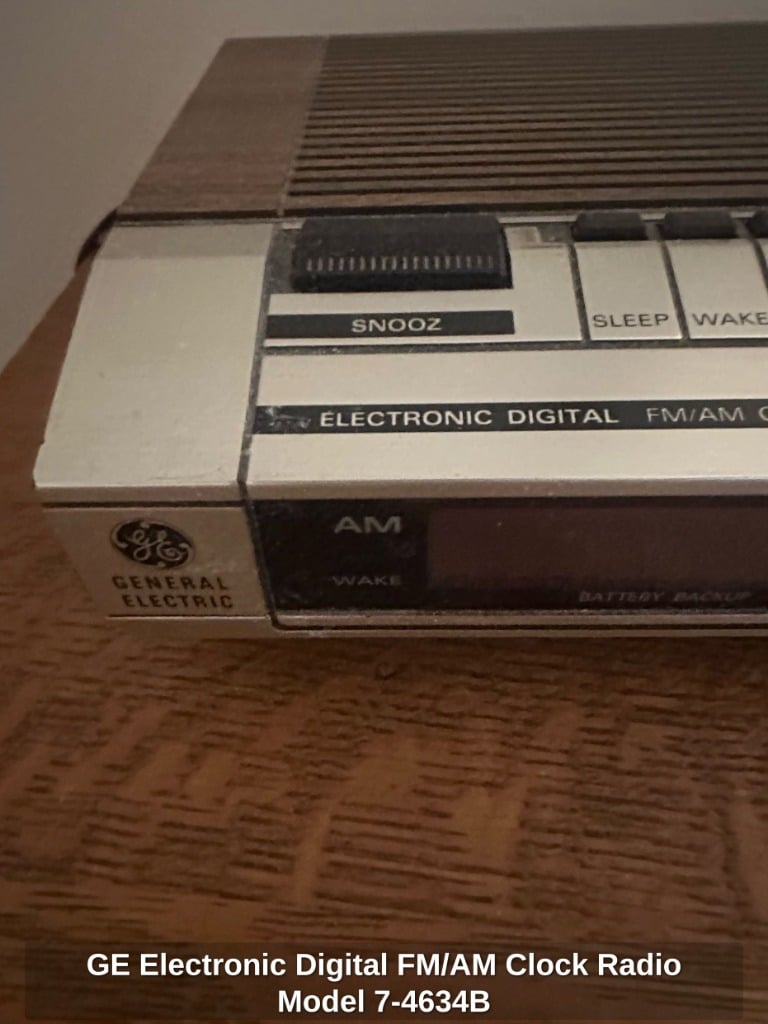 SNOOZ
SLEEP WAKE
ELECTRONIC DIGITAL FM/AM
AM
WAKE
BATTERY BACKUP
GE
GENERAL
ELECTRIC
GE Electronic Digital FM/AM Clock Radio
Model 7-4634B